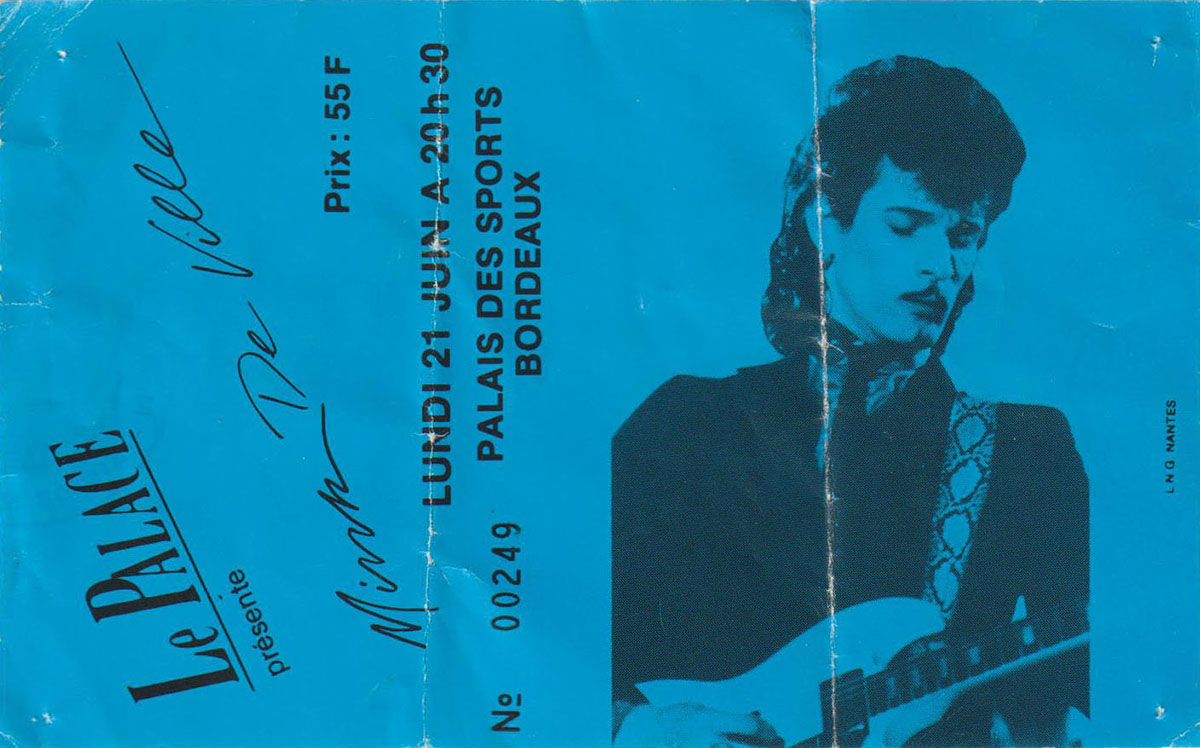 Le PALACE
présente
Mink De Ville
Prix : 55 F
LUNDI 21 JUIN A 20 h 30
PALAIS DES SPORTS
BORDEAUX
Nº 00249
L.N.G. NANTES